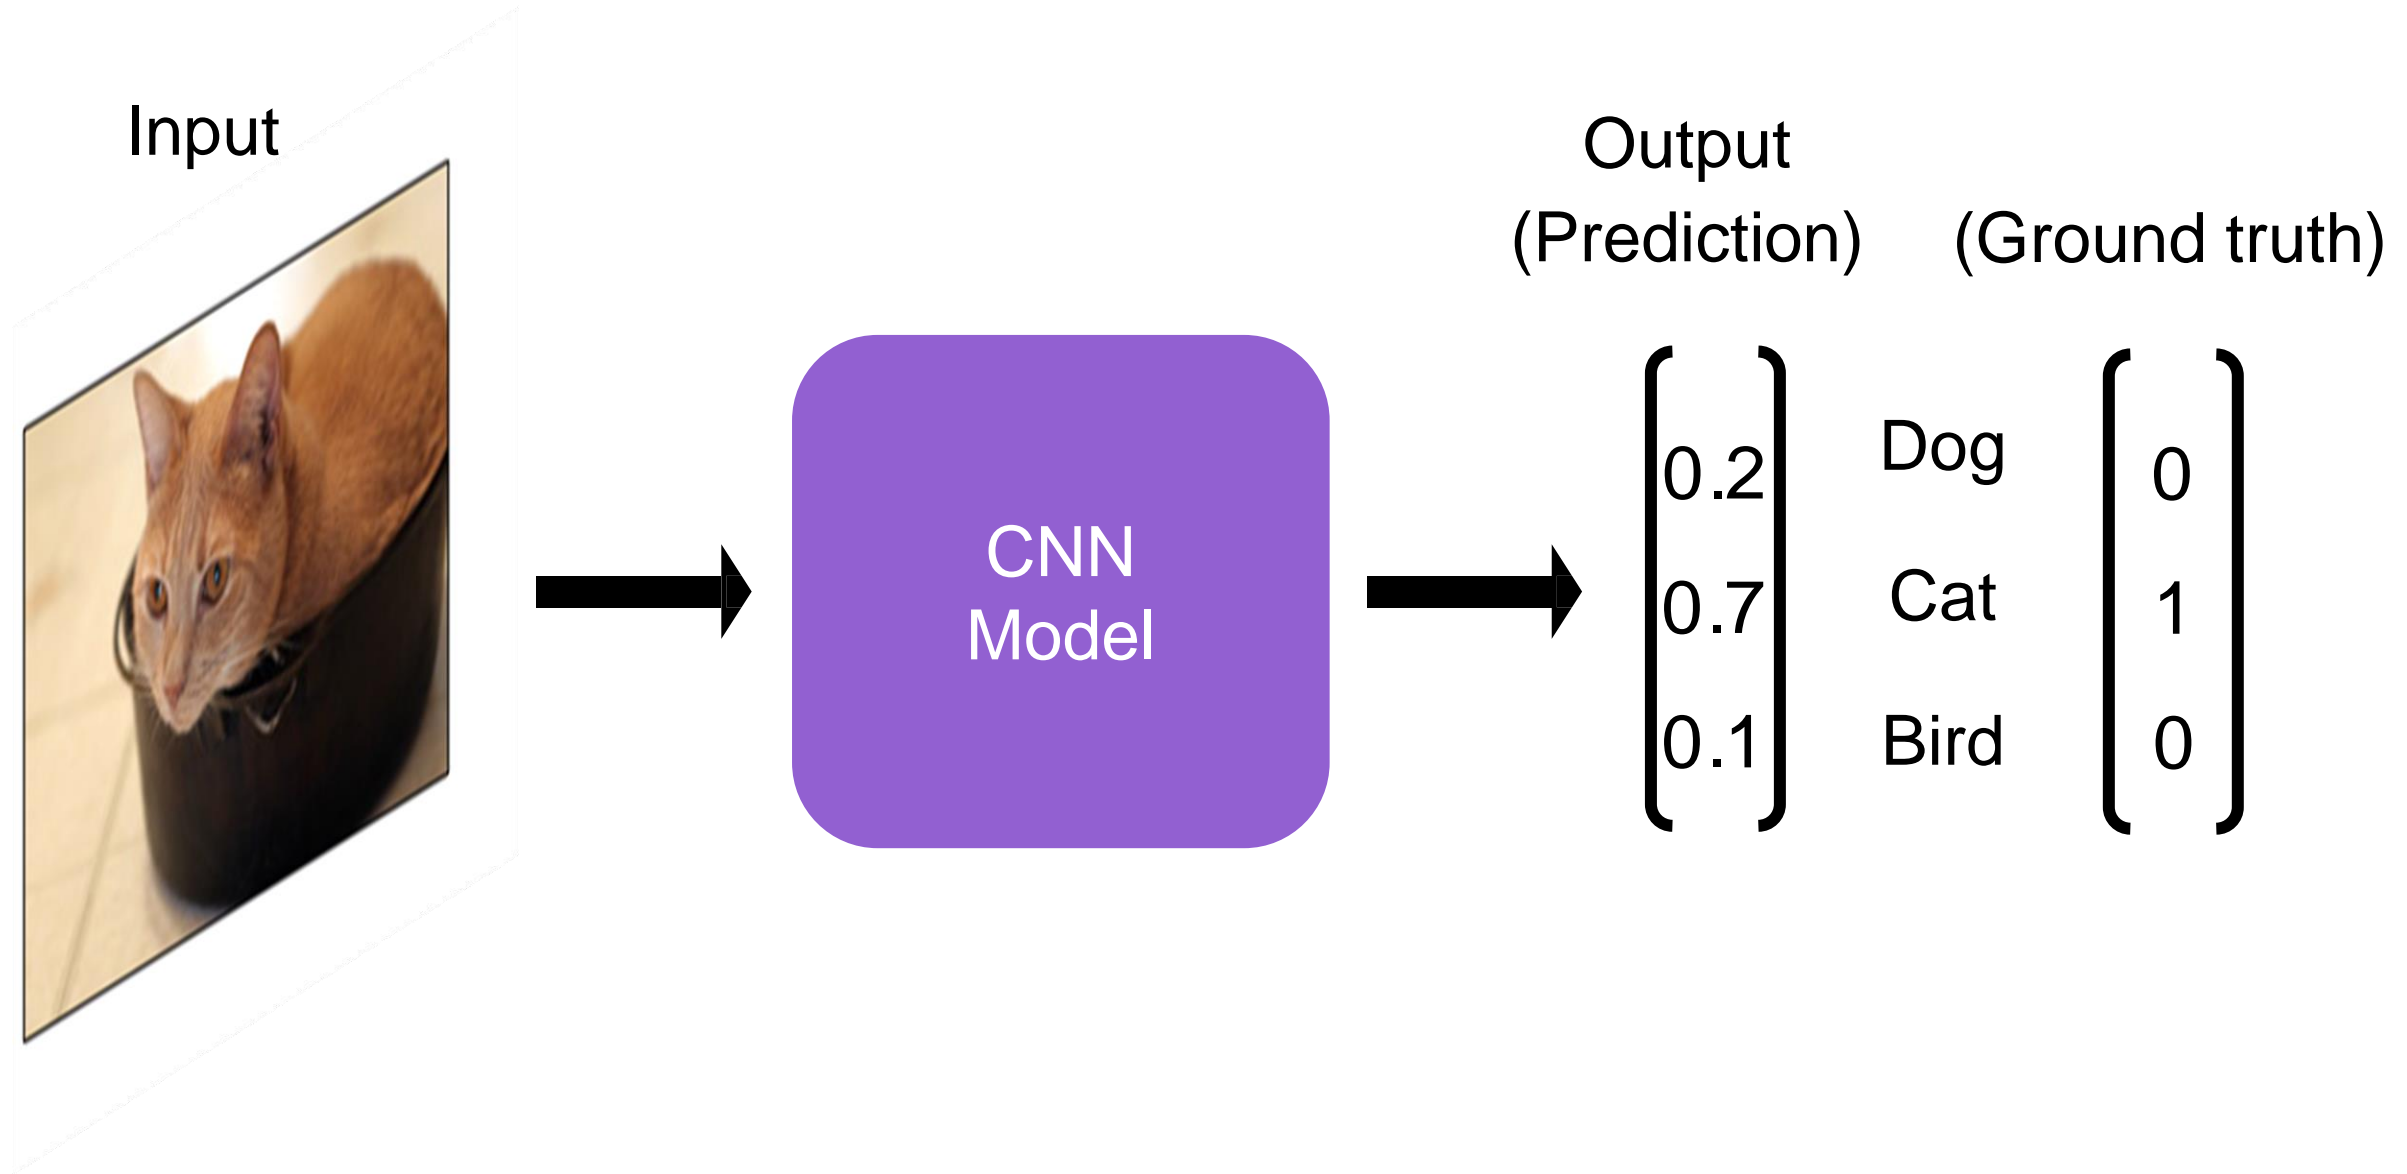 Input
Output
(Prediction) (Ground truth)
CNN
Model
0.2 Dog 0
0.7 Cat 1
0.1 Bird 0